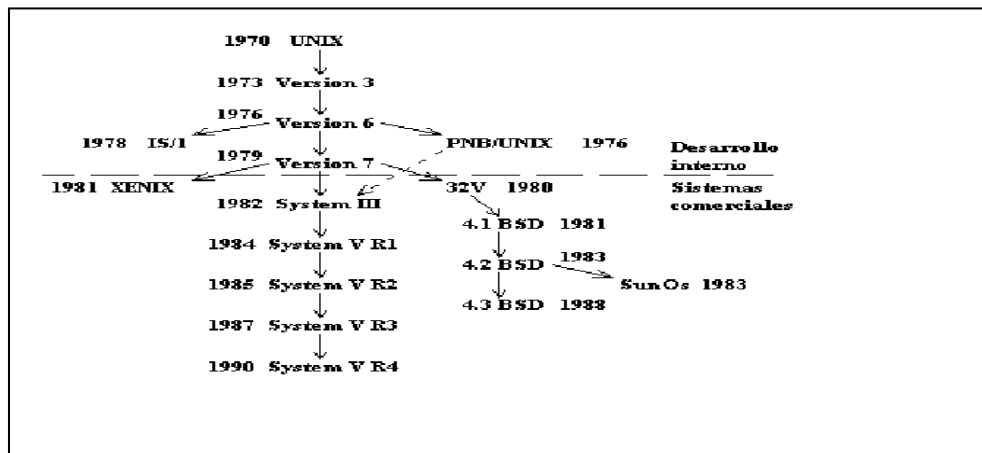 1970 UNIX
1973 Version 3
1976
Version 6
1978 IS/1
PNB/UNIX 1976
Desarrollo
interno
1979
Version 7
1981 XENIX
32V 1980
Sistemas
comerciales
1982 System III
4.1 BSD 1981
1984 System V R1
4.2 BSD 1983
SunOs 1983
1985 System V R2
4.3 BSD 1988
1987 System V R3
1990 System V R4